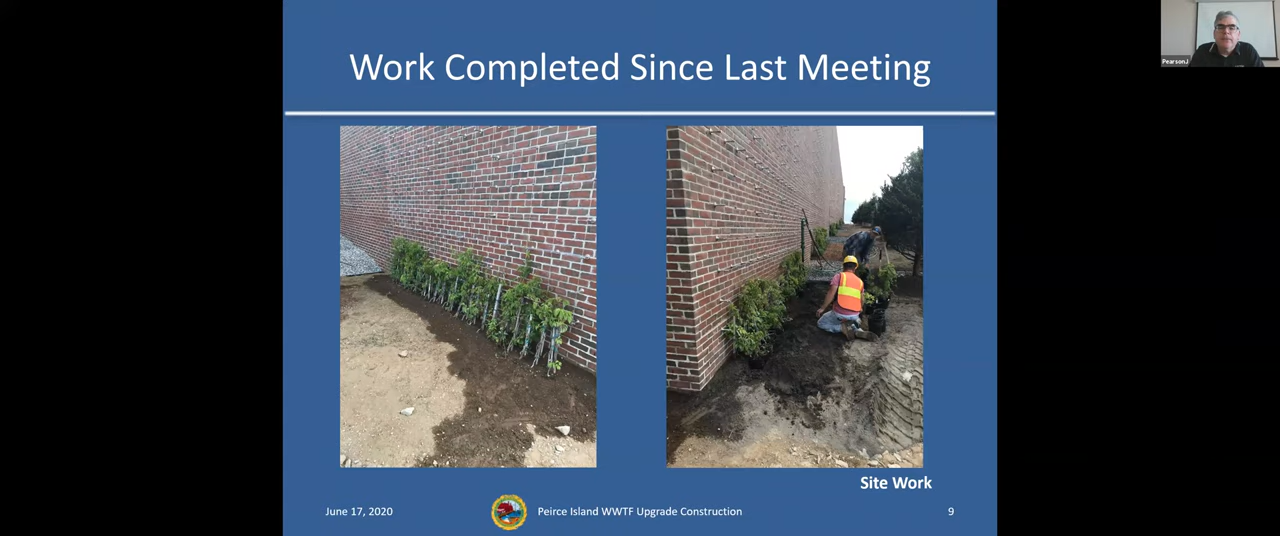 Work Completed Since Last Meeting
PearsonJ
Site Work
June 17, 2020
Peirce Island WWTF Upgrade Construction
9